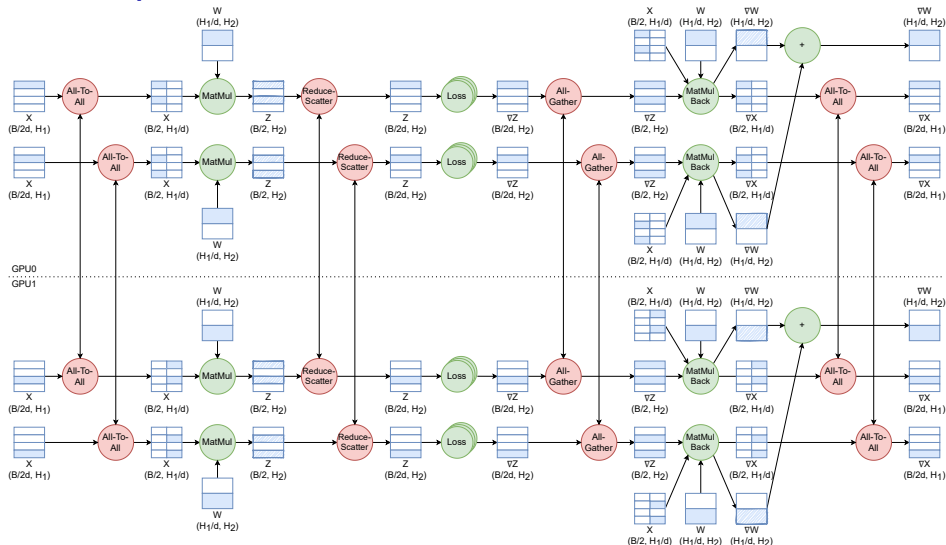 W
(H1/d, H2)
X
(B/2, H1/d)
W
(H1/d, H2)
∇W
(H1/d, H2)
+
∇W
(H1/d, H2)
All-To-
All
MatMul
Reduce-
Scatter
Loss
All-
Gather
MatMul
Back
All-To-
All
X
(B/2d, H1)
X
(B/2, H1/d)
Z
(B/2, H2)
Z
(B/2d, H2)
∇Z
(B/2d, H2)
∇Z
(B/2, H2)
∇X
(B/2, H1/d)
∇X
(B/2d, H1)
All-To-
All
MatMul
Reduce-
Scatter
Loss
All-
Gather
MatMul
Back
All-To-
All
X
(B/2d, H1)
X
(B/2, H1/d)
Z
(B/2, H2)
Z
(B/2d, H2)
∇Z
(B/2d, H2)
∇Z
(B/2, H2)
∇X
(B/2, H1/d)
∇X
(B/2d, H1)
W
(H1/d, H2)
X
(B/2, H1/d)
W
(H1/d, H2)
∇W
(H1/d, H2)
GPU0
GPU1
W
(H1/d, H2)
X
(B/2, H1/d)
W
(H1/d, H2)
∇W
(H1/d, H2)
+
∇W
(H1/d, H2)
All-To-
All
MatMul
Reduce-
Scatter
Loss
All-
Gather
MatMul
Back
All-To-
All
X
(B/2d, H1)
X
(B/2, H1/d)
Z
(B/2, H2)
Z
(B/2d, H2)
∇Z
(B/2d, H2)
∇Z
(B/2, H2)
∇X
(B/2, H1/d)
∇X
(B/2d, H1)
All-To-
All
MatMul
Reduce-
Scatter
Loss
All-
Gather
MatMul
Back
All-To-
All
X
(B/2d, H1)
X
(B/2, H1/d)
Z
(B/2, H2)
Z
(B/2d, H2)
∇Z
(B/2d, H2)
∇Z
(B/2, H2)
∇X
(B/2, H1/d)
∇X
(B/2d, H1)
W
(H1/d, H2)
X
(B/2, H1/d)
W
(H1/d, H2)
∇W
(H1/d, H2)